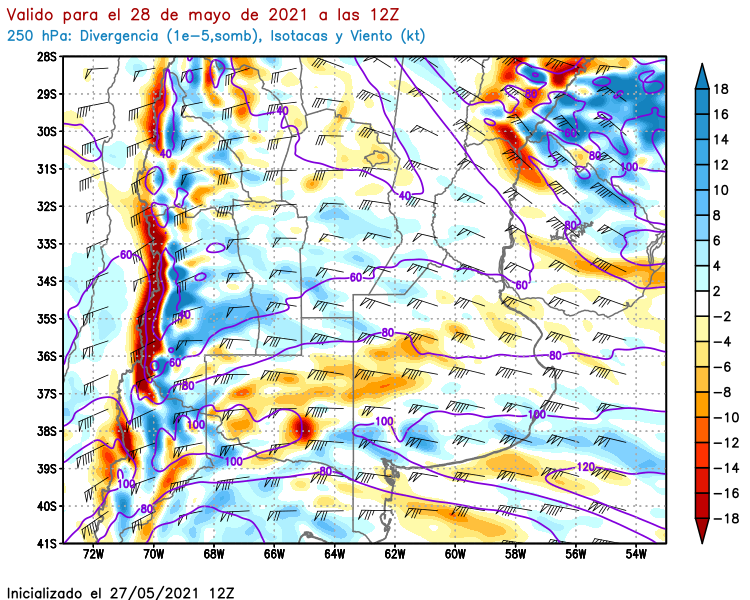 Valido para el 28 de mayo de 2021 a las 12Z
250 hPa: Divergencia (1e-5,somb), Isotacas y Viento (kt)
28S
29S
30S
31S
32S
33S
34S
35S
36S
37S
38S
39S
40S
41S
72W
70W
68W
66W
64W
62W
60W
58W
56W
54W
80
40
60
80
40
100
40
80
60
60
60
40
80
80
60
80
100
100
100
100
120
80
100
80
18
16
14
12
10
8
6
4
2
-2
-4
-6
-8
-10
-12
-14
-16
-18
Inicializado el 27/05/2021 12Z